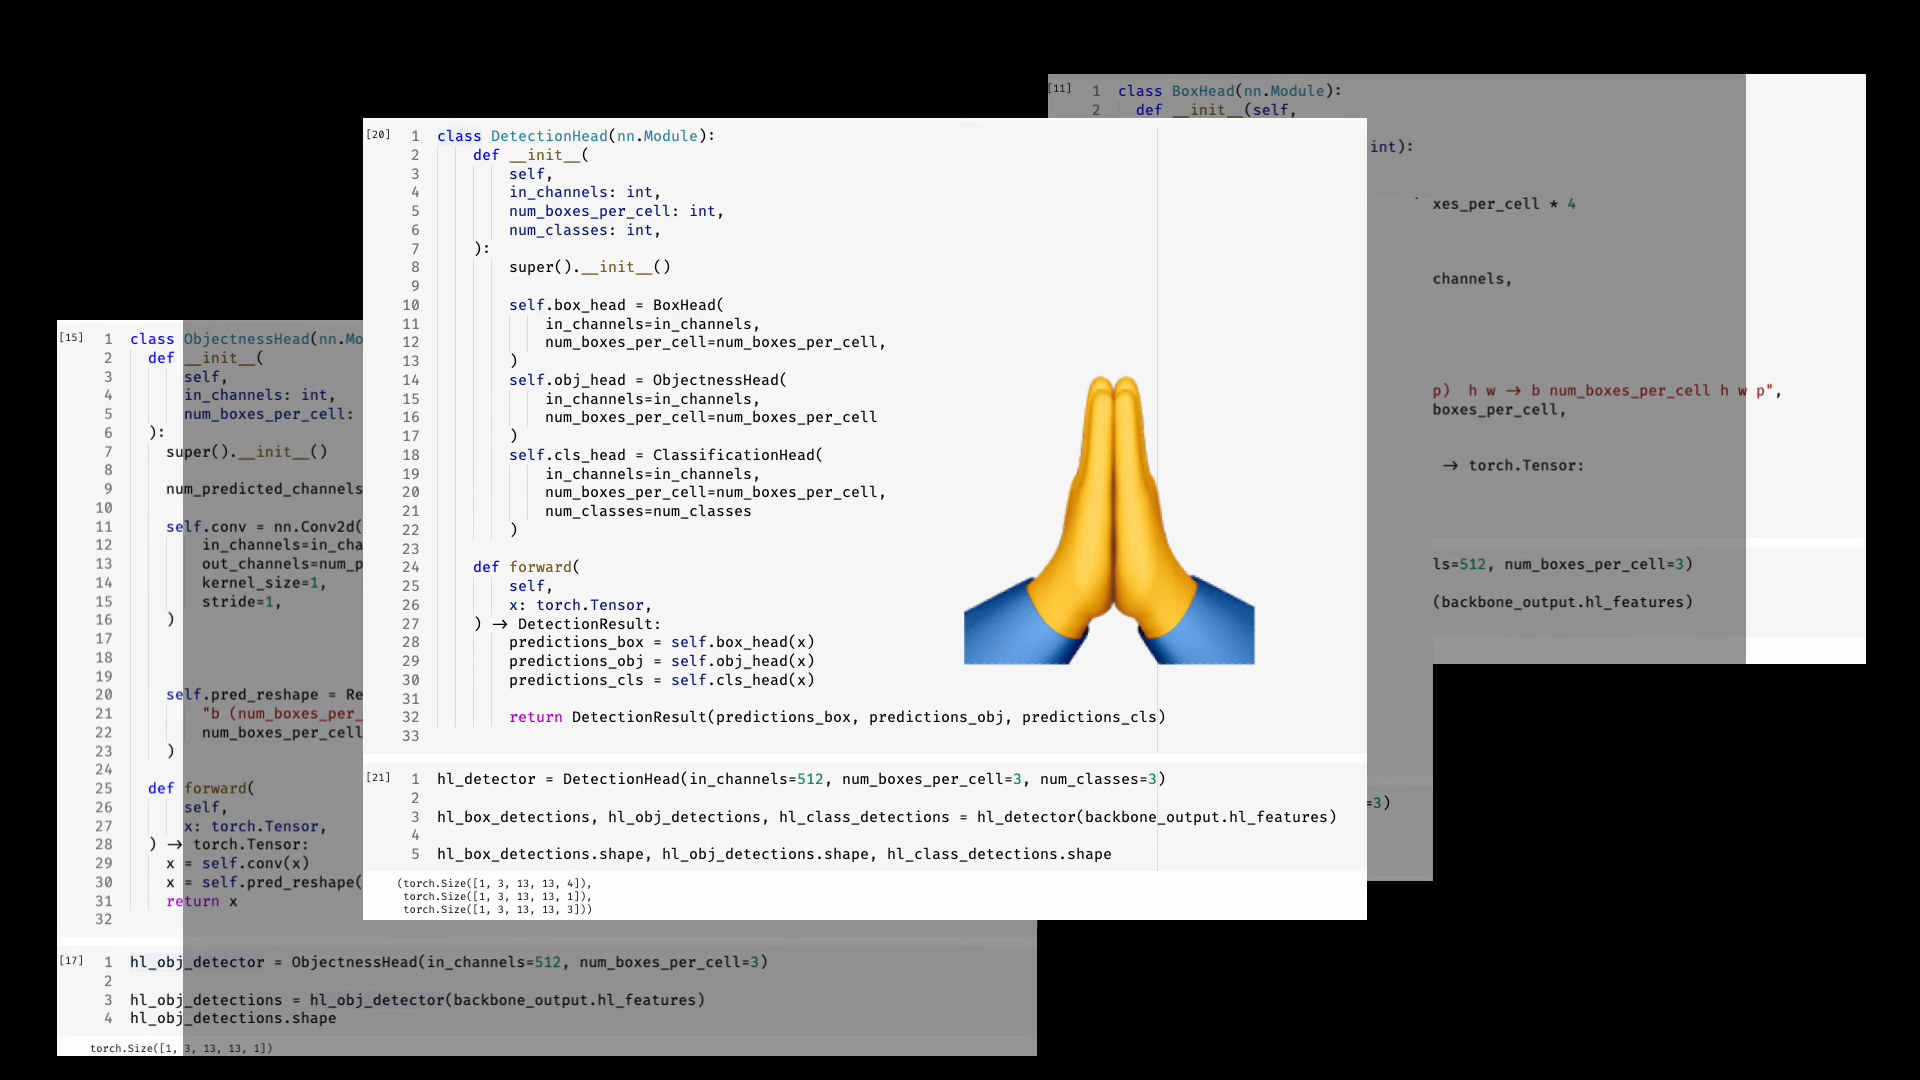 [11] 1 class BoxHead(nn.Module):
2 def __init__(self,
int):
xes_per_cell * 4
channels,
p) h w → b num_boxes_per_cell h w p",
boxes_per_cell,
→ torch.Tensor:
ls=512, num_boxes_per_cell=3)
(backbone_output.hl_features)
=3)
[20] 1 class DetectionHead(nn.Module):
2 def __init__(
3 self,
4 in_channels: int,
5 num_boxes_per_cell: int,
6 num_classes: int,
7 ):
8 super().__init__()
9
10 self.box_head = BoxHead(
11 in_channels=in_channels,
12 num_boxes_per_cell=num_boxes_per_cell,
13 )
14 self.obj_head = ObjectnessHead(
15 in_channels=in_channels,
16 num_boxes_per_cell=num_boxes_per_cell
17 )
18 self.cls_head = ClassificationHead(
19 in_channels=in_channels,
20 num_boxes_per_cell=num_boxes_per_cell,
21 num_classes=num_classes
22 )
23
24 def forward(
25 self,
26 x: torch.Tensor,
27 ) → DetectionResult:
28 predictions_box = self.box_head(x)
29 predictions_obj = self.obj_head(x)
30 predictions_cls = self.cls_head(x)
31
32 return DetectionResult(predictions_box, predictions_obj, predictions_cls)
33
[21] 1 hl_detector = DetectionHead(in_channels=512, num_boxes_per_cell=3, num_classes=3)
2
3 hl_box_detections, hl_obj_detections, hl_class_detections = hl_detector(backbone_output.hl_features)
4
5 hl_box_detections.shape, hl_obj_detections.shape, hl_class_detections.shape
(torch.Size([1, 3, 13, 13, 4]),
torch.Size([1, 3, 13, 13, 1]),
torch.Size([1, 3, 13, 13, 3]))
[15] 1 class ObjectnessHead(nn.Mo
2 def __init__(
3 self,
4 in_channels: int,
5 num_boxes_per_cell:
6 ):
7 super().__init__()
8
9 num_predicted_channels
10
11 self.conv = nn.Conv2d(
12 in_channels=in_cha
13 out_channels=num_p
14 kernel_size=1,
15 stride=1,
16 )
17
18
19
20 self.pred_reshape = Re
21 "b (num_boxes_per_
22 num_boxes_per_cell
23 )
24
25 def forward(
26 self,
27 x: torch.Tensor,
28 ) → torch.Tensor:
29 x = self.conv(x)
30 x = self.pred_reshape(
31 return x
32
[17] 1 hl_obj_detector = ObjectnessHead(in_channels=512, num_boxes_per_cell=3)
2
3 hl_obj_detections = hl_obj_detector(backbone_output.hl_features)
4 hl_obj_detections.shape
torch.Size([1, 3, 13, 13, 1])